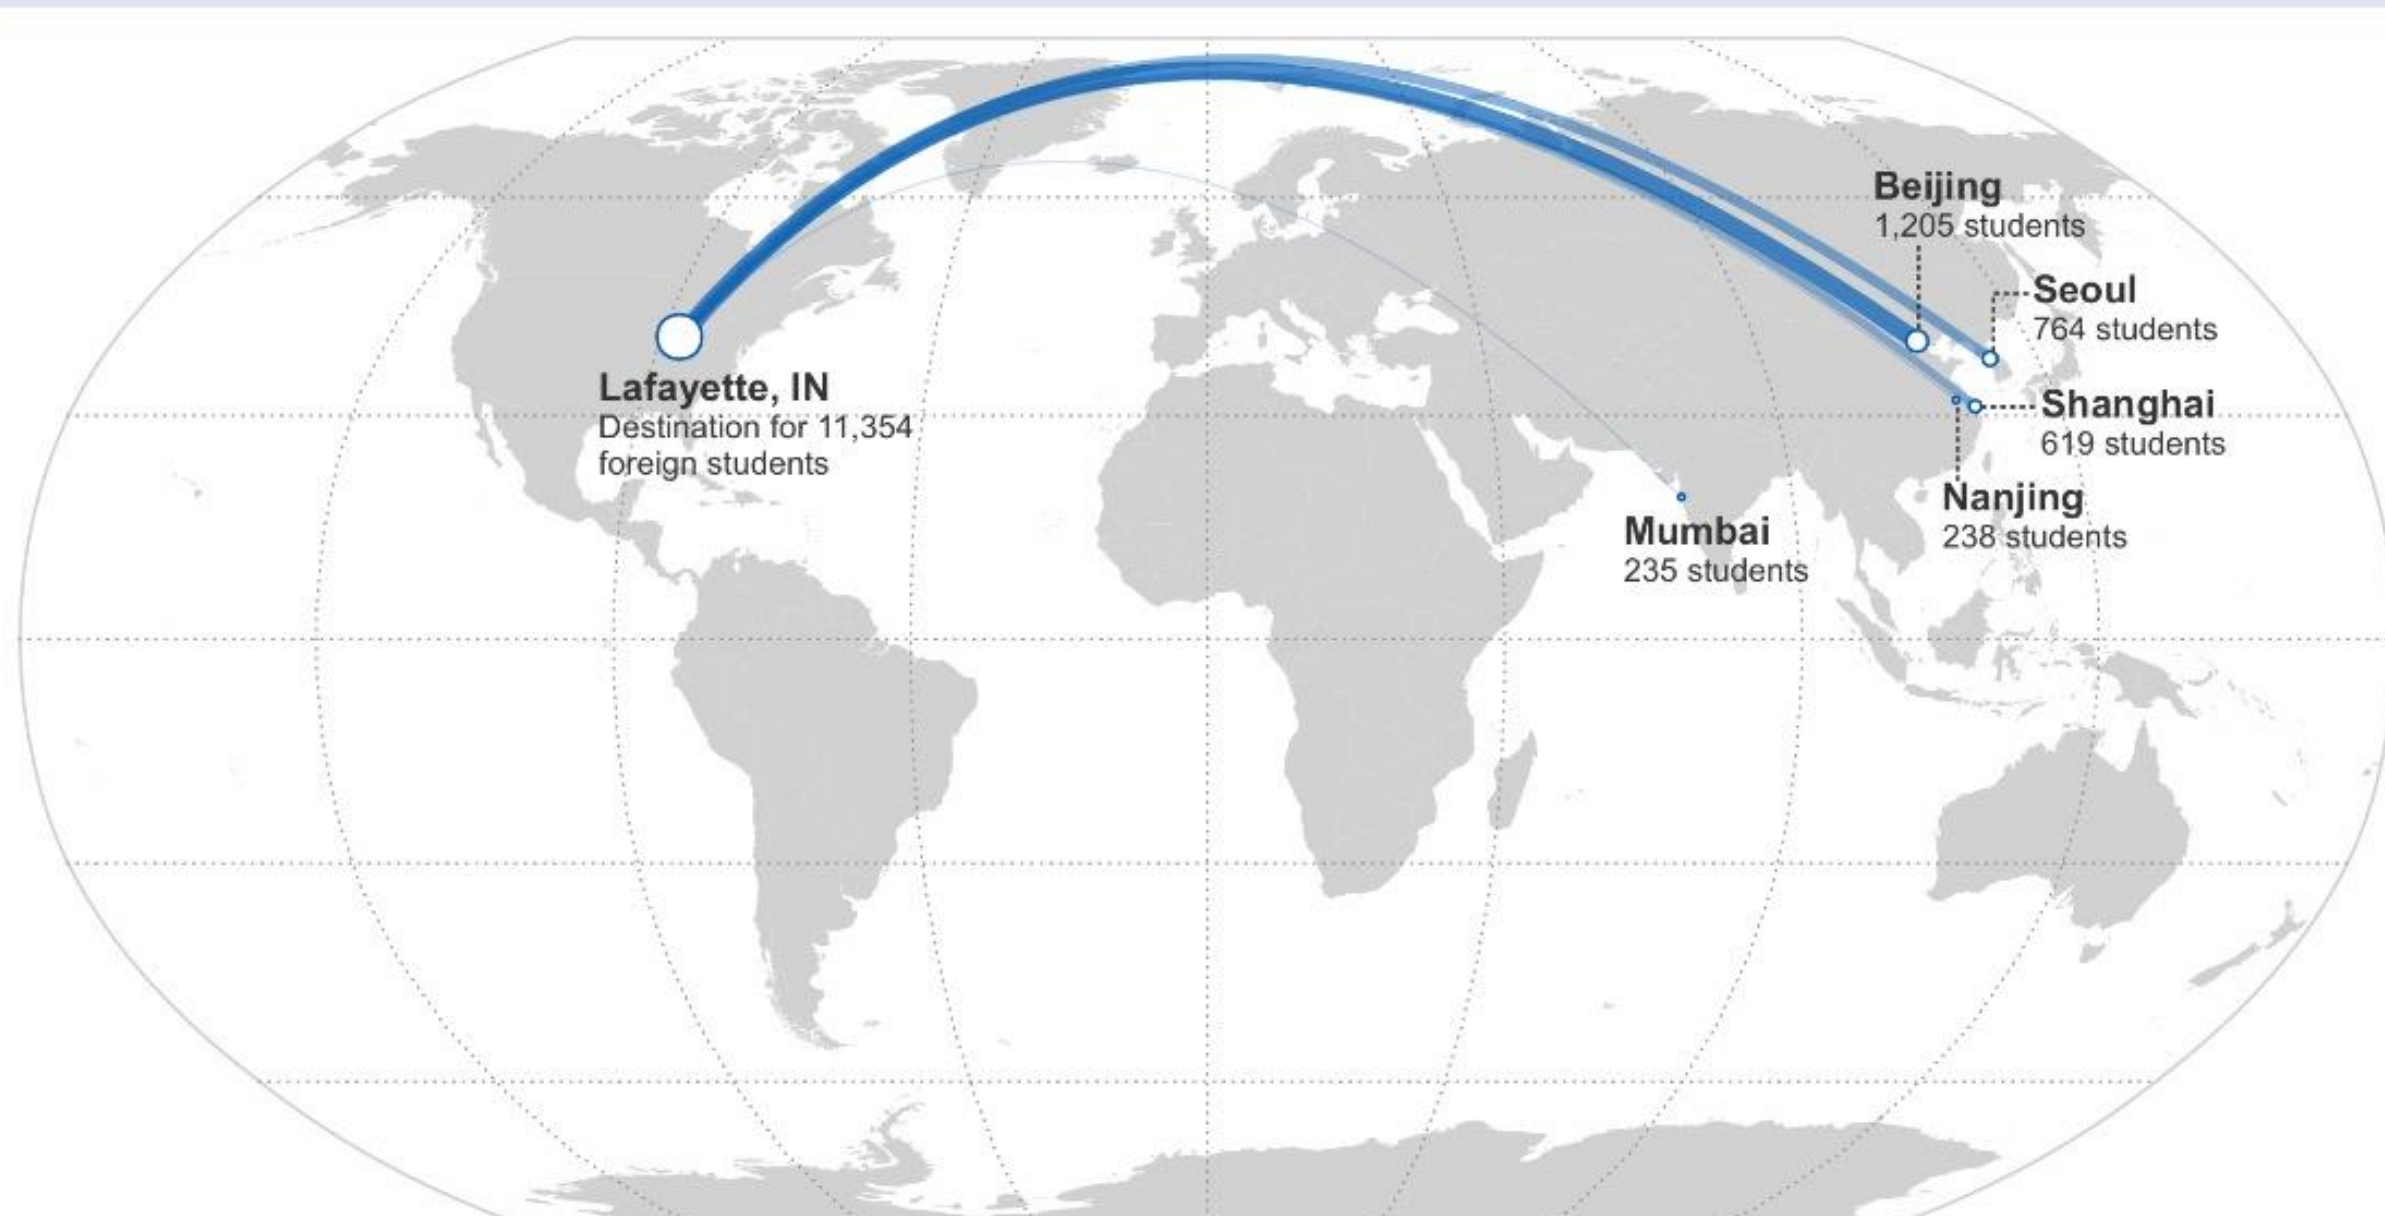 Beijing
1,205 students
Seoul
764 students
Lafayette, IN
Destination for 11,354
foreign students
Shanghai
619 students
Nanjing
238 students
Mumbai
235 students